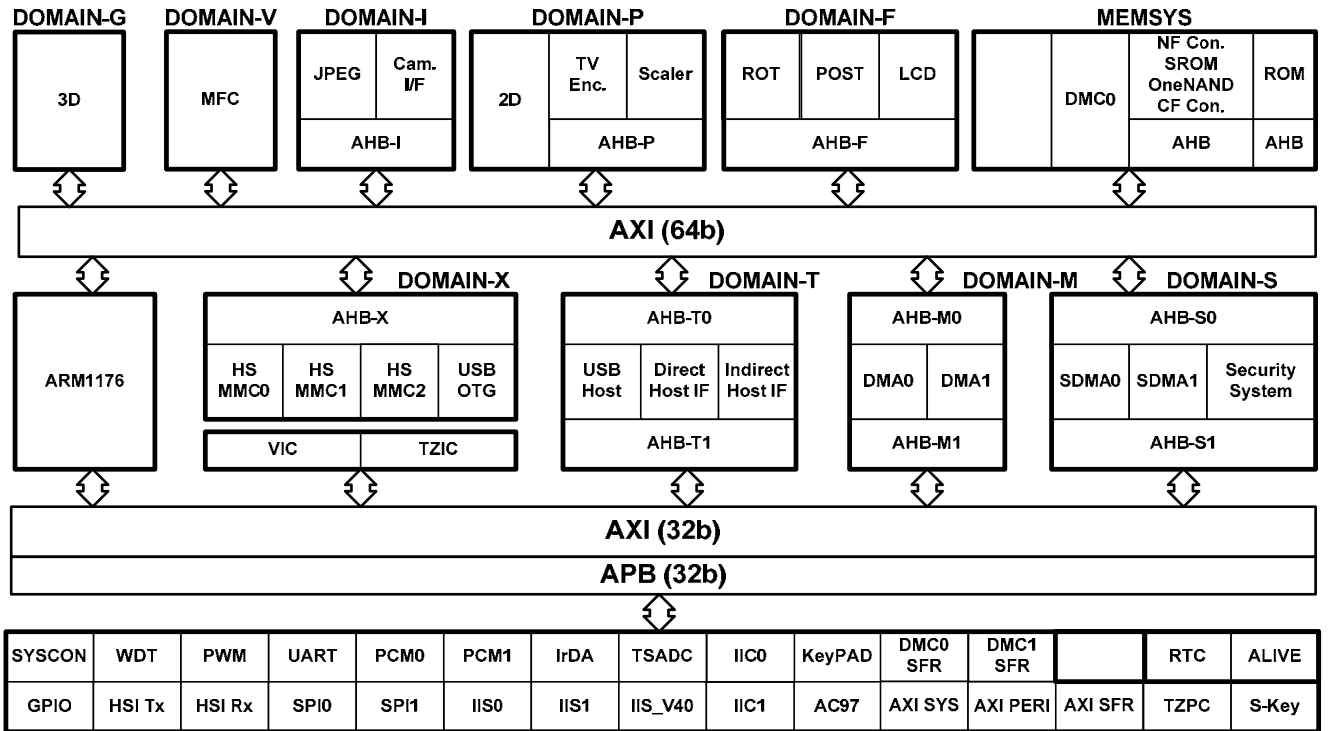 DOMAIN-G DOMAIN-V DOMAIN-I DOMAIN-P DOMAIN-F MEMSYS
3D
MFC
JPEG
Cam.
I/F
AHB-I
2D
TV
Enc.
Scaler
AHB-P
ROT
POST
LCD
AHB-F
DMC0
NF Con.
SROM
OneNAND
CF Con.
ROM
AHB
AHB
AXI (64b)
DOMAIN-X DOMAIN-T DOMAIN-M DOMAIN-S
ARM1176
AHB-X
HS
MMC0
HS
MMC1
HS
MMC2
USB
OTG
VIC
TZIC
AHB-T0
USB
Host
Direct
Host IF
Indirect
Host IF
AHB-T1
AHB-M0
DMA0
DMA1
AHB-M1
AHB-S0
SDMA0
SDMA1
Security
System
AHB-S1
AXI (32b)
APB (32b)
SYSCON
WDT
PWM
UART
PCM0
PCM1
IrDA
TSADC
IIC0
KeyPAD
DMC0
SFR
DMC1
SFR
RTC
ALIVE
GPIO
HSI Tx
HSI Rx
SPI0
SPI1
IIS0
IIS1
IIS_V40
IIC1
AC97
AXI SYS
AXI PERI
AXI SFR
TZPC
S-Key